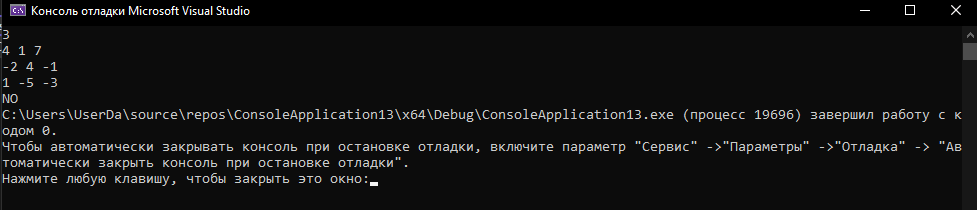 Консоль отладки Microsoft Visual Studio
3
4 1 7
-2 4 -1
1 -5 -3
NO
C:\Users\UserDa\source\repos\ConsoleApplication13\x64\Debug\ConsoleApplication13.exe (процесс 19696) завершил работу с к
одом 0.
Чтобы автоматически закрывать консоль при остановке отладки, включите параметр "Сервис" ->"Параметры" ->"Отладка" -> "Ав
томатически закрыть консоль при остановке отладки".
Нажмите любую клавишу, чтобы закрыть это окно: